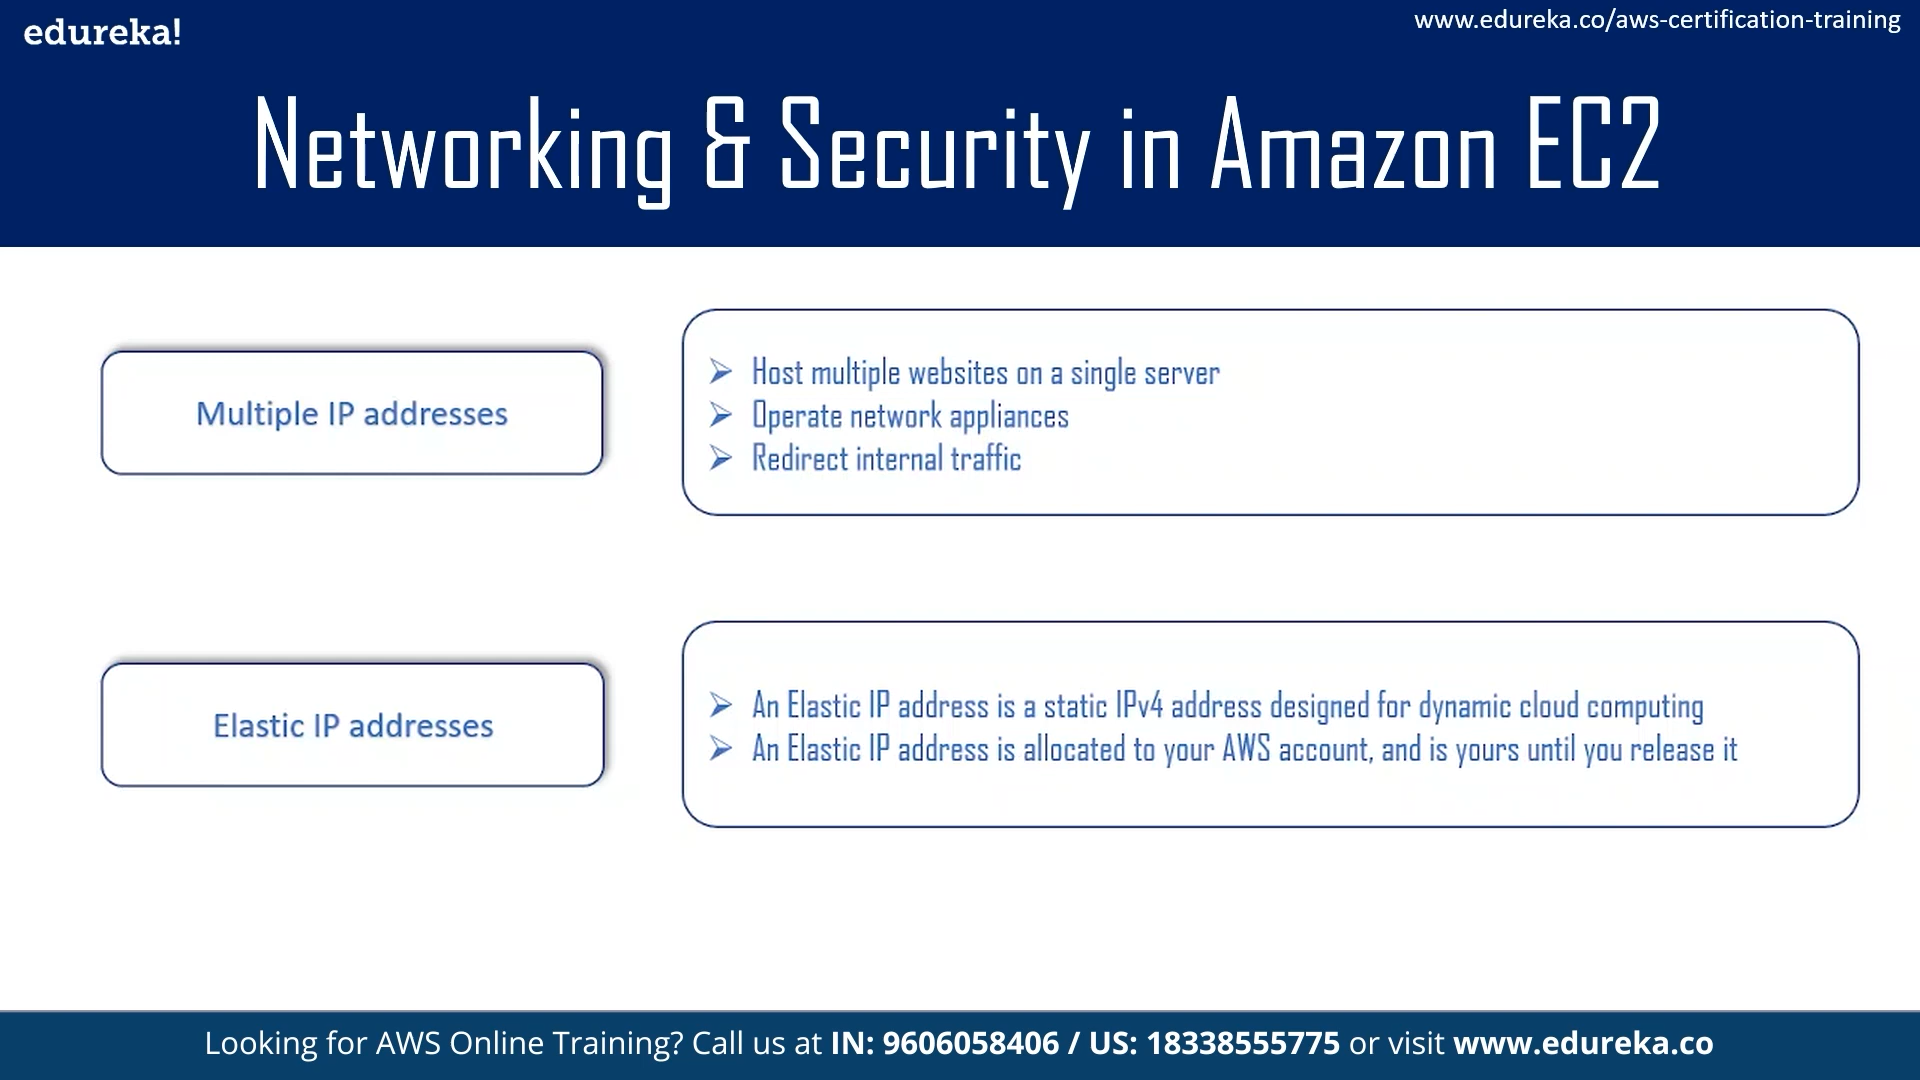 edureka!
www.edureka.co/aws-certification-training
Networking & Security in Amazon EC2
Multiple IP addresses
Host multiple websites on a single server
Operate network appliances
Redirect internal traffic
Elastic IP addresses
An Elastic IP address is a static IPv4 address designed for dynamic cloud computing
An Elastic IP address is allocated to your AWS account, and is yours until you release it
Looking for AWS Online Training? Call us at IN: 9606058406 / US: 18338555775 or visit www.edureka.co